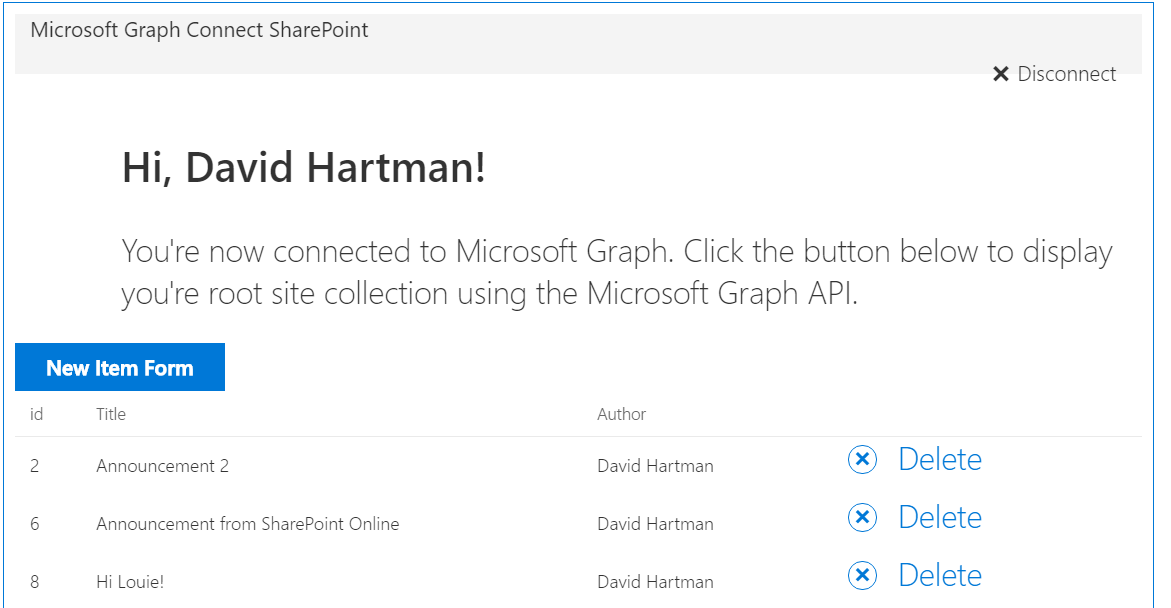 Microsoft Graph Connect SharePoint
Disconnect
Hi, David Hartman!
You're now connected to Microsoft Graph. Click the button below to display
you're root site collection using the Microsoft Graph API.
New Item Form
id Title Author
2 Announcement 2 David Hartman Delete
6 Announcement from SharePoint Online David Hartman Delete
8 Hi Louie! David Hartman Delete